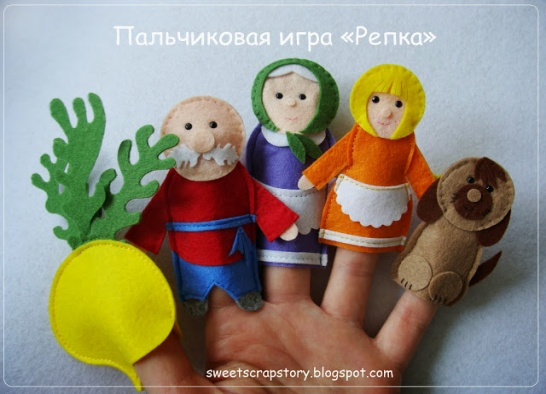 Пальчиковая игра «Репка»
sweetscrapstory.blogspot.com